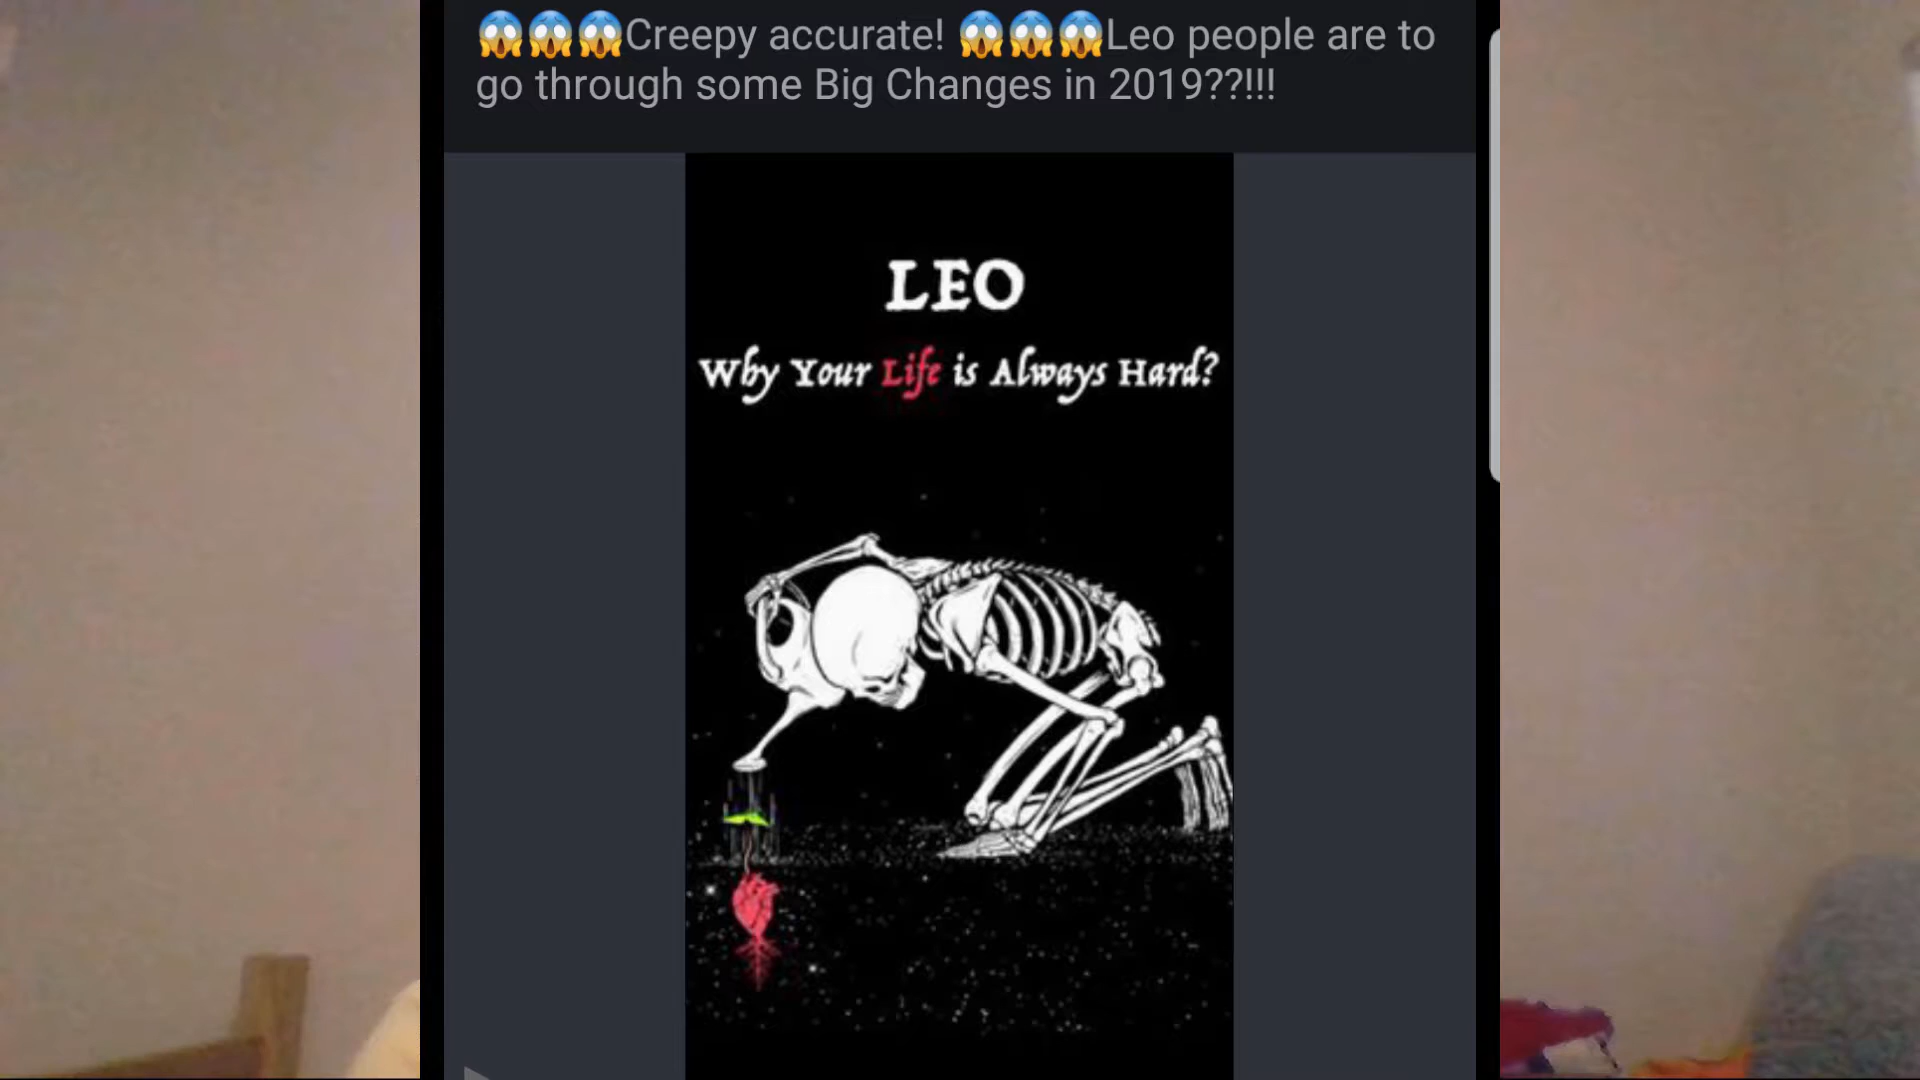 😱😱😱Creepy accurate! 😱😱😱Leo people are to
go through some Big Changes in 2019??!!!
LEO
Why Your Life is Always Hard?